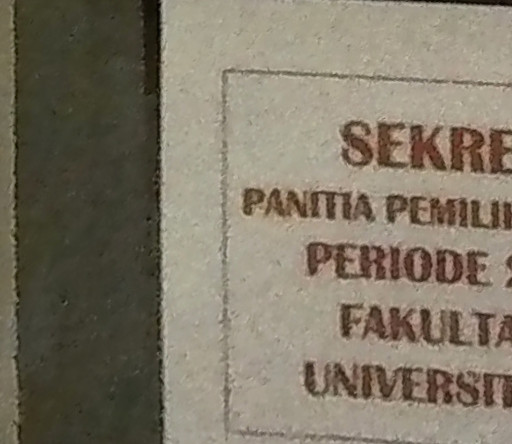 SEKRE
PANITIA PEMILI
PERIODE
FAKULTA
UNIVERSIT